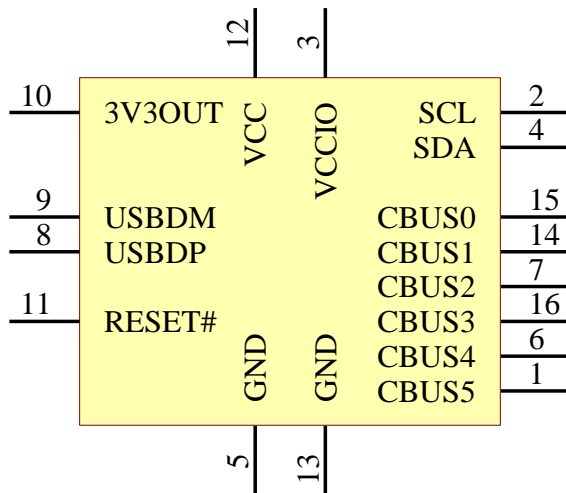 12 3
10 3V3OUT VCC VCCIO SCL 2
SDA 4
9 USBDM CBUS0 15
8 USBDP CBUS1 14
CBUS2 7
11 RESET# CBUS3 16
GND GND CBUS4 6
CBUS5 1
5 13